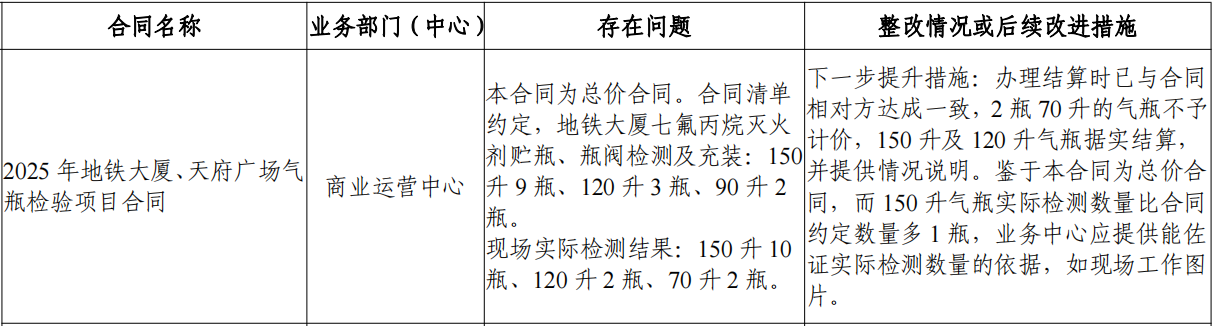 合同名称
业务部门（中心）
存在问题
整改情况或后续改进措施
2025 年地铁大厦、天府广场气
瓶检验项目合同
商业运营中心
本合同为总价合同。合同清单
约定，地铁大厦七氟丙烷灭火
剂贮瓶、瓶阀检测及充装：150
升 9 瓶、120 升 3 瓶、90 升 2
瓶。
现场实际检测结果：150 升 10
瓶、120 升 2 瓶、70 升 2 瓶。
下一步提升措施：办理结算时已与合同
相对方达成一致，2 瓶 70 升的气瓶不予
计价，150 升及 120 升气瓶据实结算，
并提供情况说明。鉴于本合同为总价合
同，而 150 升气瓶实际检测数量比合同
约定数量多 1 瓶，业务中心应提供能佐
证实际检测数量的依据，如现场工作图
片。